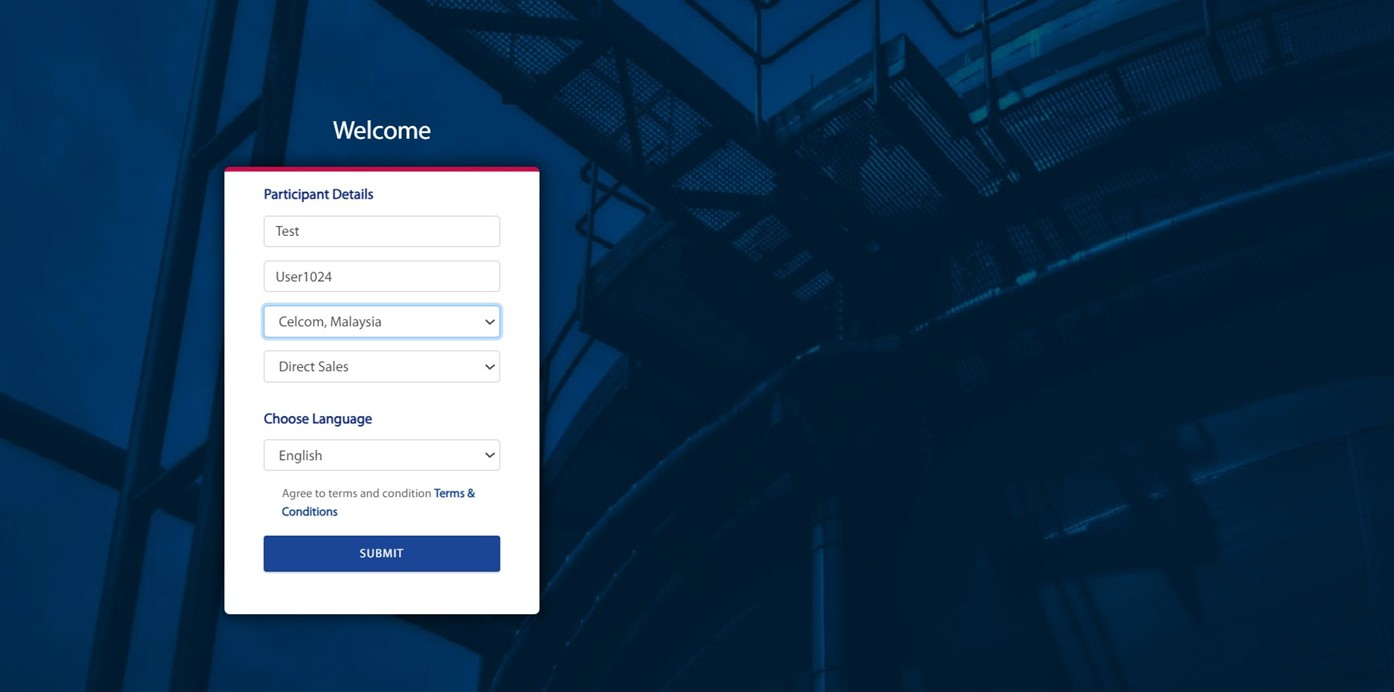 Welcome
Participant Details
Test
User1024
Celcom, Malaysia
Direct Sales
Choose Language
English
Agree to terms and condition Terms &
Conditions
SUBMIT